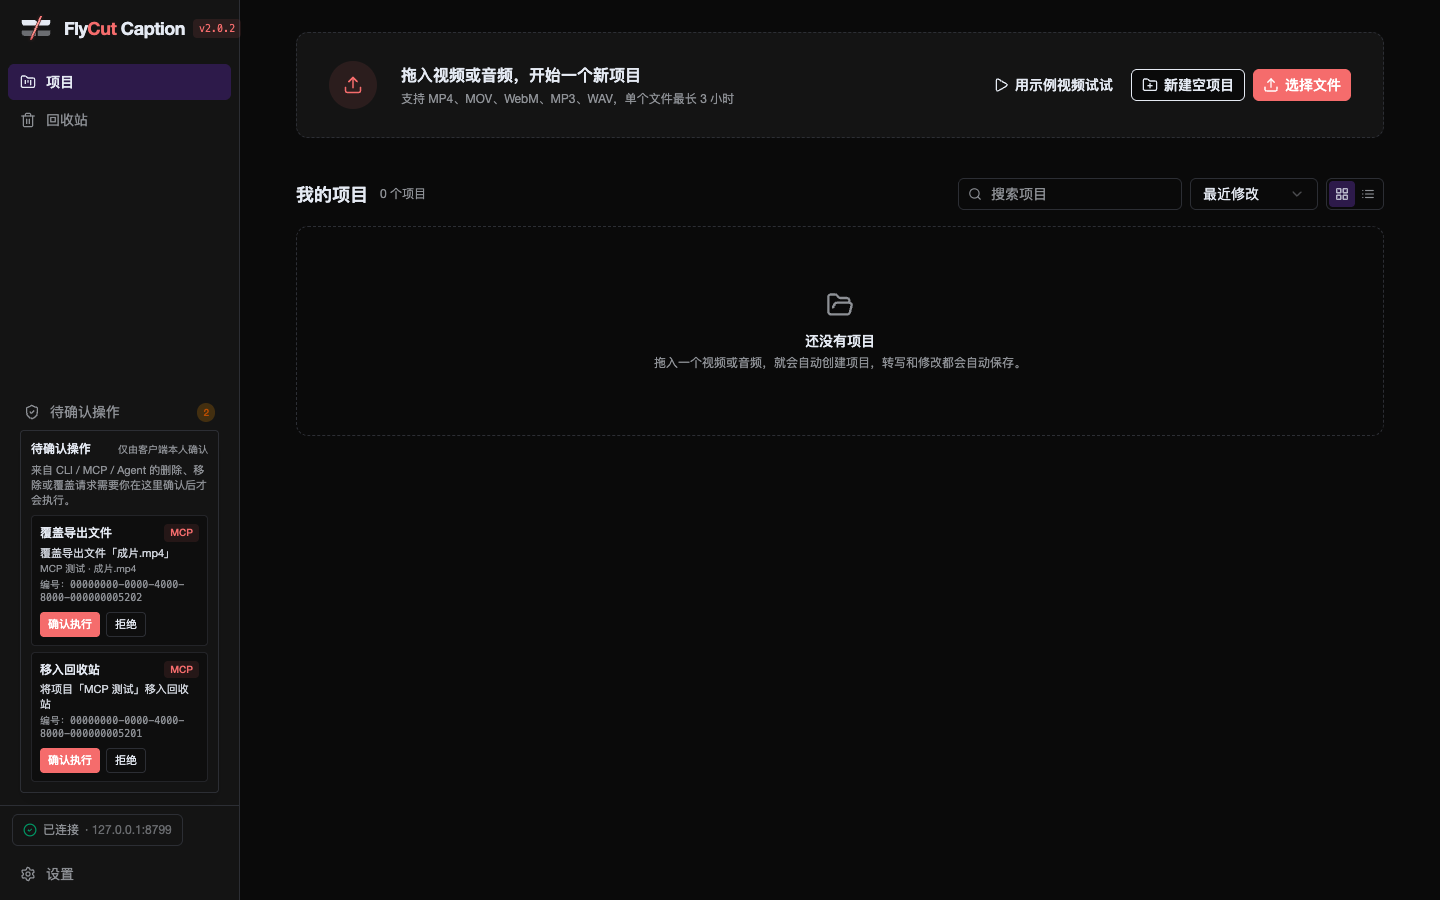 FlyCut Caption v2.0.2
项目
回收站
拖入视频或音频，开始一个新项目
支持 MP4、MOV、WebM、MP3、WAV，单个文件最长 3 小时
用示例视频试试
新建空项目
选择文件
我的项目 0 个项目
搜索项目
最近修改
还没有项目
拖入一个视频或音频，就会自动创建项目，转写和修改都会自动保存。
待确认操作 2
待确认操作 仅由客户端本人确认
来自 CLI / MCP / Agent 的删除、移
除或覆盖请求需要你在这里确认后才
会执行。
覆盖导出文件 MCP
覆盖导出文件「成片.mp4」
MCP 测试 · 成片.mp4
编号：00000000-0000-4000-
8000-000000005202
确认执行 拒绝
移入回收站 MCP
将项目「MCP 测试」移入回收
站
编号：00000000-0000-4000-
8000-000000005201
确认执行 拒绝
已连接 · 127.0.0.1:8799
设置